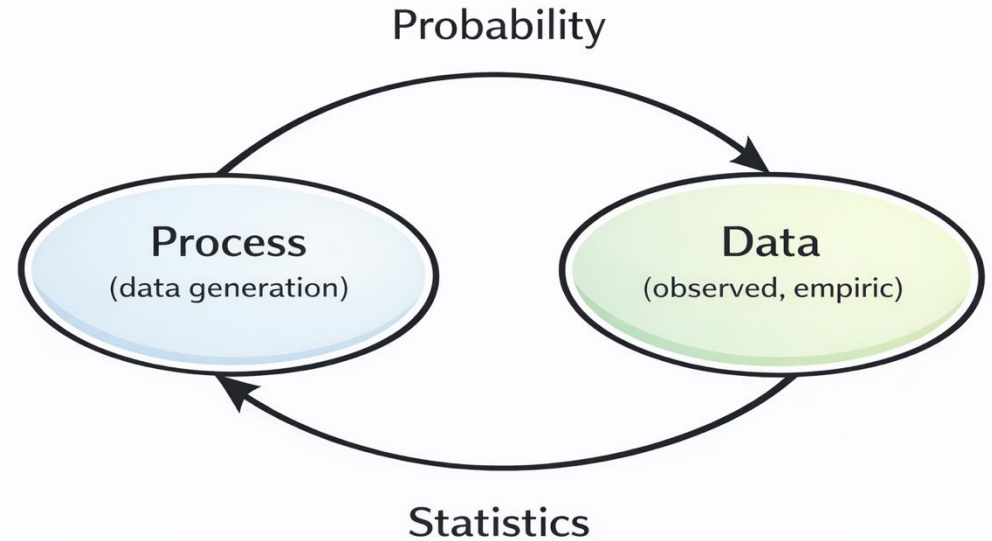 Probability
Process
(data generation)
Data
(observed, empiric)
Statistics